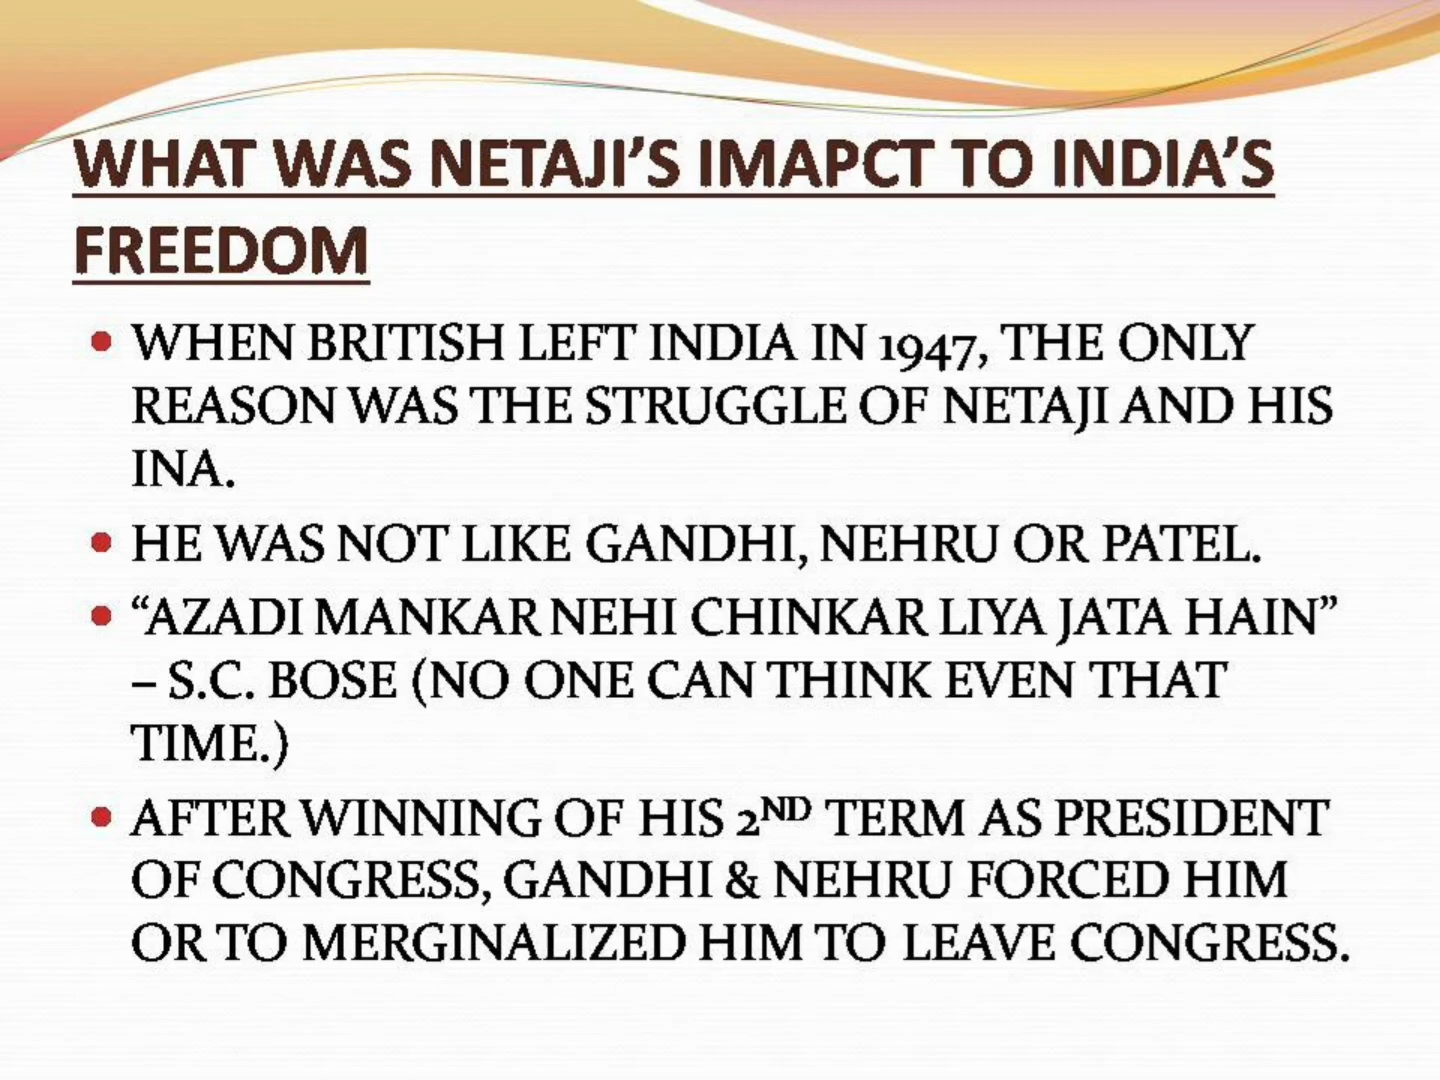 WHAT WAS NETAJI’S IMAPCT TO INDIA’S
FREEDOM
• WHEN BRITISH LEFT INDIA IN 1947, THE ONLY
REASON WAS THE STRUGGLE OF NETAJI AND HIS
INA.
• HE WAS NOT LIKE GANDHI, NEHRU OR PATEL.
• “AZADI MANKAR NEHI CHINKAR LIYA JATA HAIN”
– S.C. BOSE (NO ONE CAN THINK EVEN THAT
TIME.)
• AFTER WINNING OF HIS 2ND TERM AS PRESIDENT
OF CONGRESS, GANDHI & NEHRU FORCED HIM
OR TO MERGINALIZED HIM TO LEAVE CONGRESS.